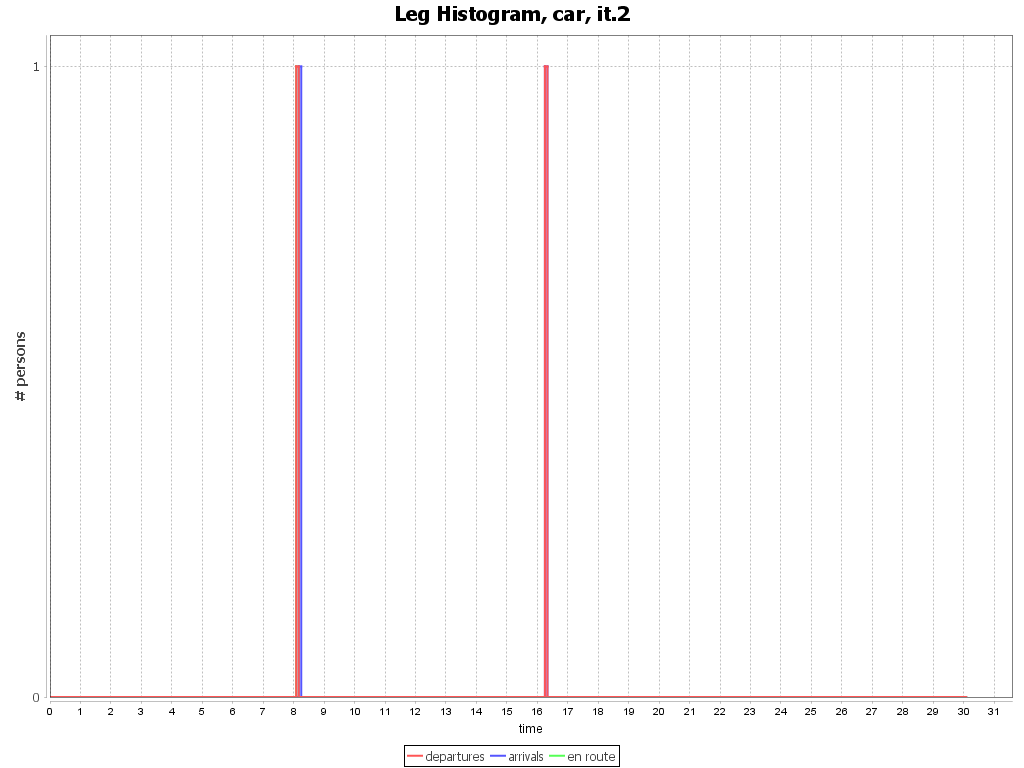 Leg Histogram, car, it.2
# persons
1
0
0 1 2 3 4 5 6 7 8 9 10 11 12 13 14 15 16 17 18 19 20 21 22 23 24 25 26 27 28 29 30 31
time
departures arrivals en route